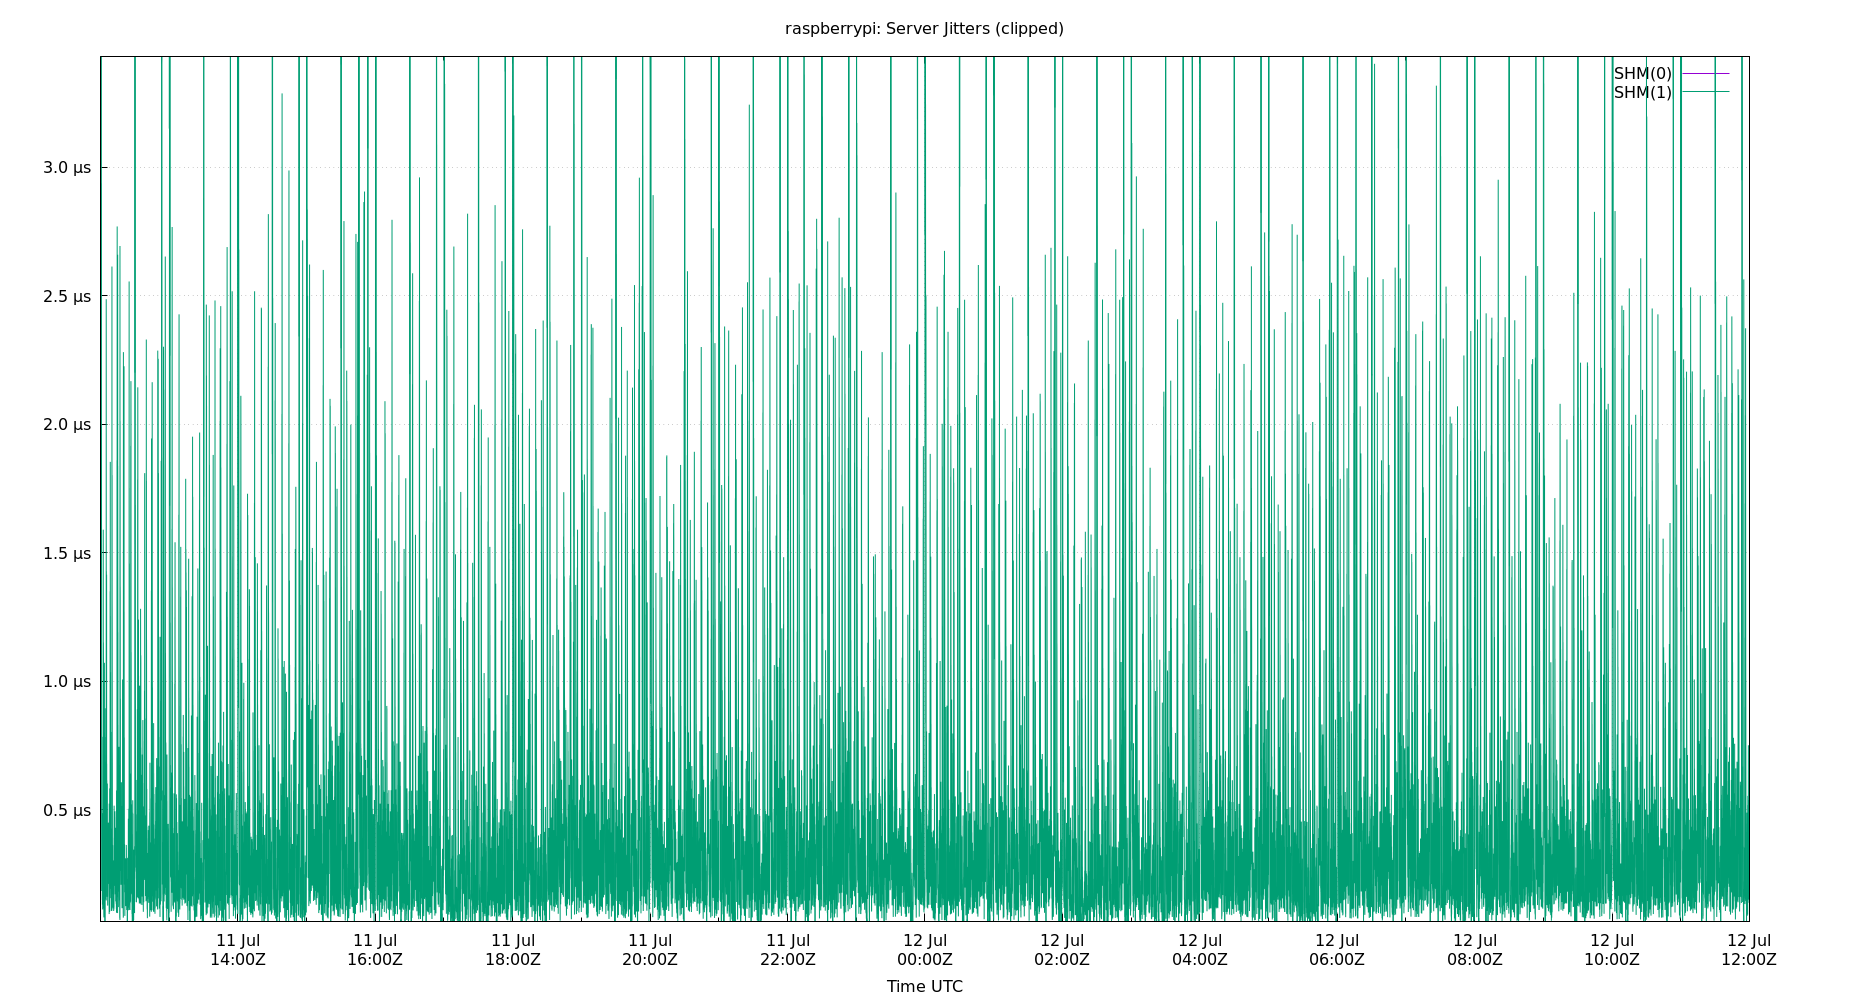 raspberrypi: Server Jitters (clipped)
SHM(0)
SHM(1)
3.0 µs
2.5 µs
2.0 µs
1.5 µs
1.0 µs
0.5 µs
11 Jul 11 Jul 11 Jul 11 Jul 11 Jul 12 Jul 12 Jul 12 Jul 12 Jul 12 Jul 12 Jul 12 Jul
14:00Z 16:00Z 18:00Z 20:00Z 22:00Z 00:00Z 02:00Z 04:00Z 06:00Z 08:00Z 10:00Z 12:00Z
Time UTC